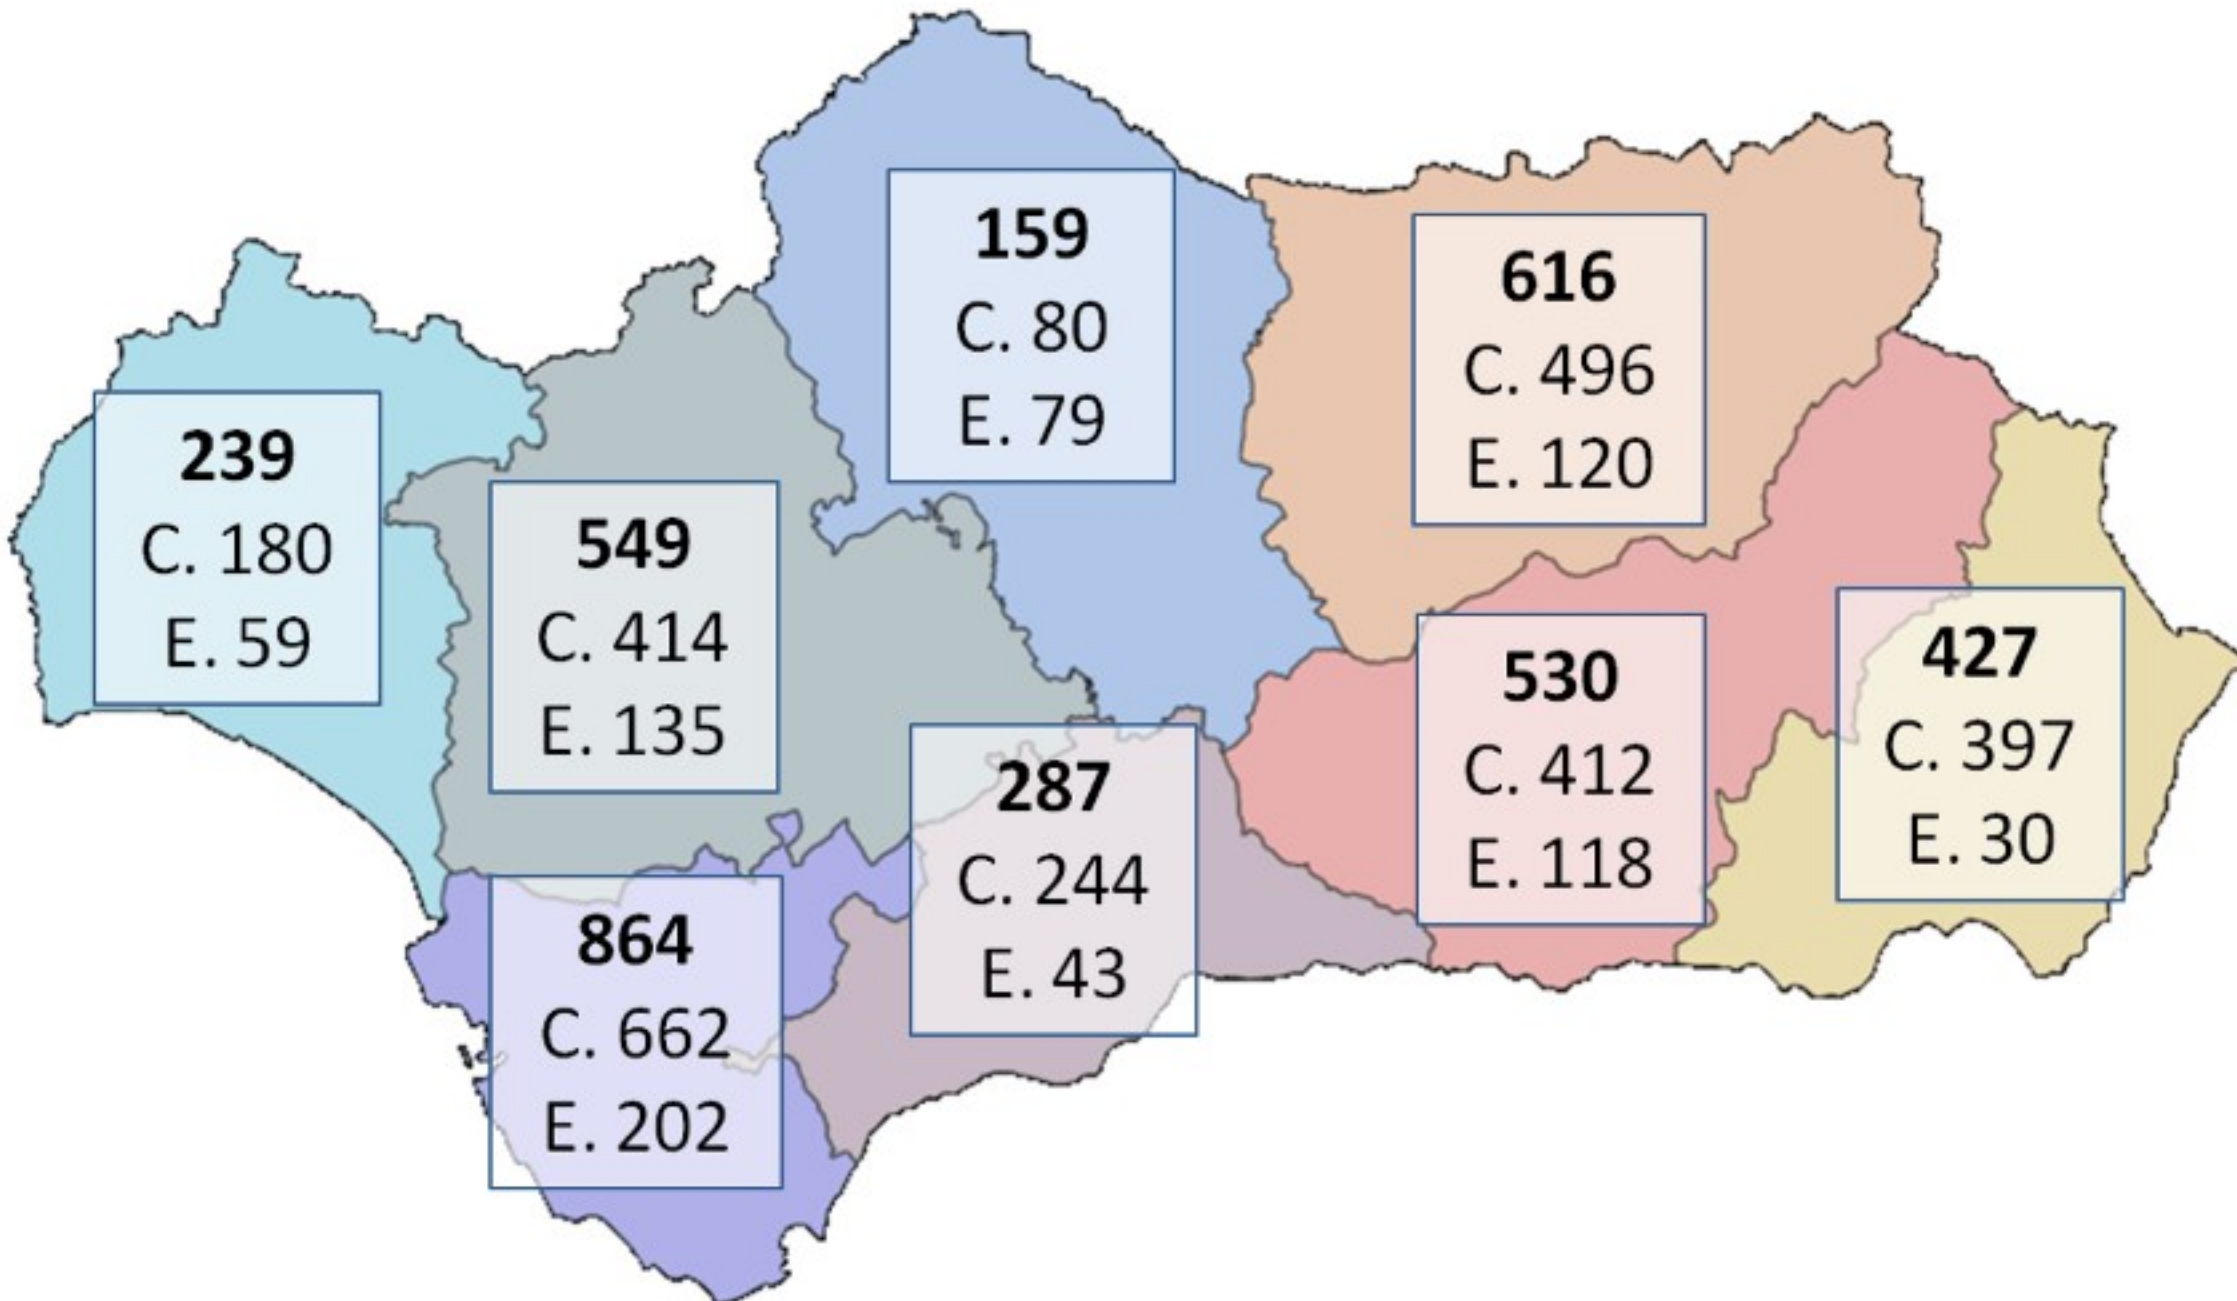 159
C. 80
E. 79
616
C. 496
E. 120
239
C. 180
E. 59
549
C. 414
E. 135
530
C. 412
E. 118
427
C. 397
E. 30
287
C. 244
E. 43
864
C. 662
E. 202